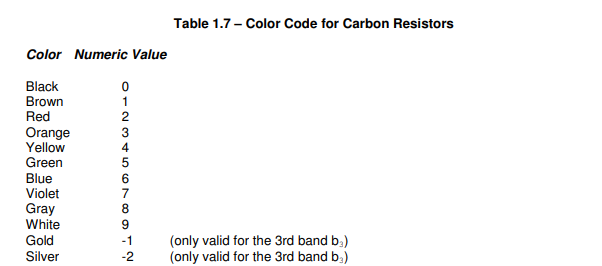 Table 1.7 – Color Code for Carbon Resistors
Color Numeric Value
Black 0
Brown 1
Red 2
Orange 3
Yellow 4
Green 5
Blue 6
Violet 7
Gray 8
White 9
Gold -1 (only valid for the 3rd band b₃)
Silver -2 (only valid for the 3rd band b₃)